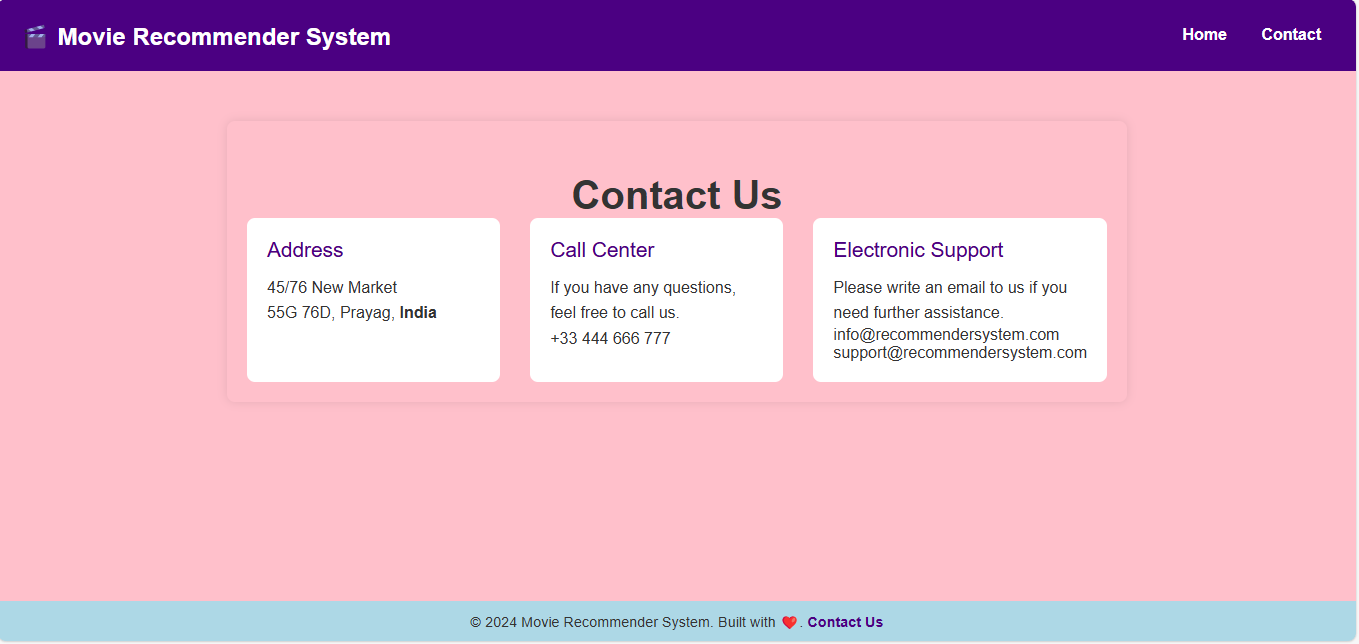 🎬 Movie Recommender System
Home
Contact
Contact Us
Address
45/76 New Market
55G 76D, Prayag, India
Call Center
If you have any questions,
feel free to call us.
+33 444 666 777
Electronic Support
Please write an email to us if you
need further assistance.
info@recommendersystem.com
support@recommendersystem.com
© 2024 Movie Recommender System. Built with ❤️. Contact Us